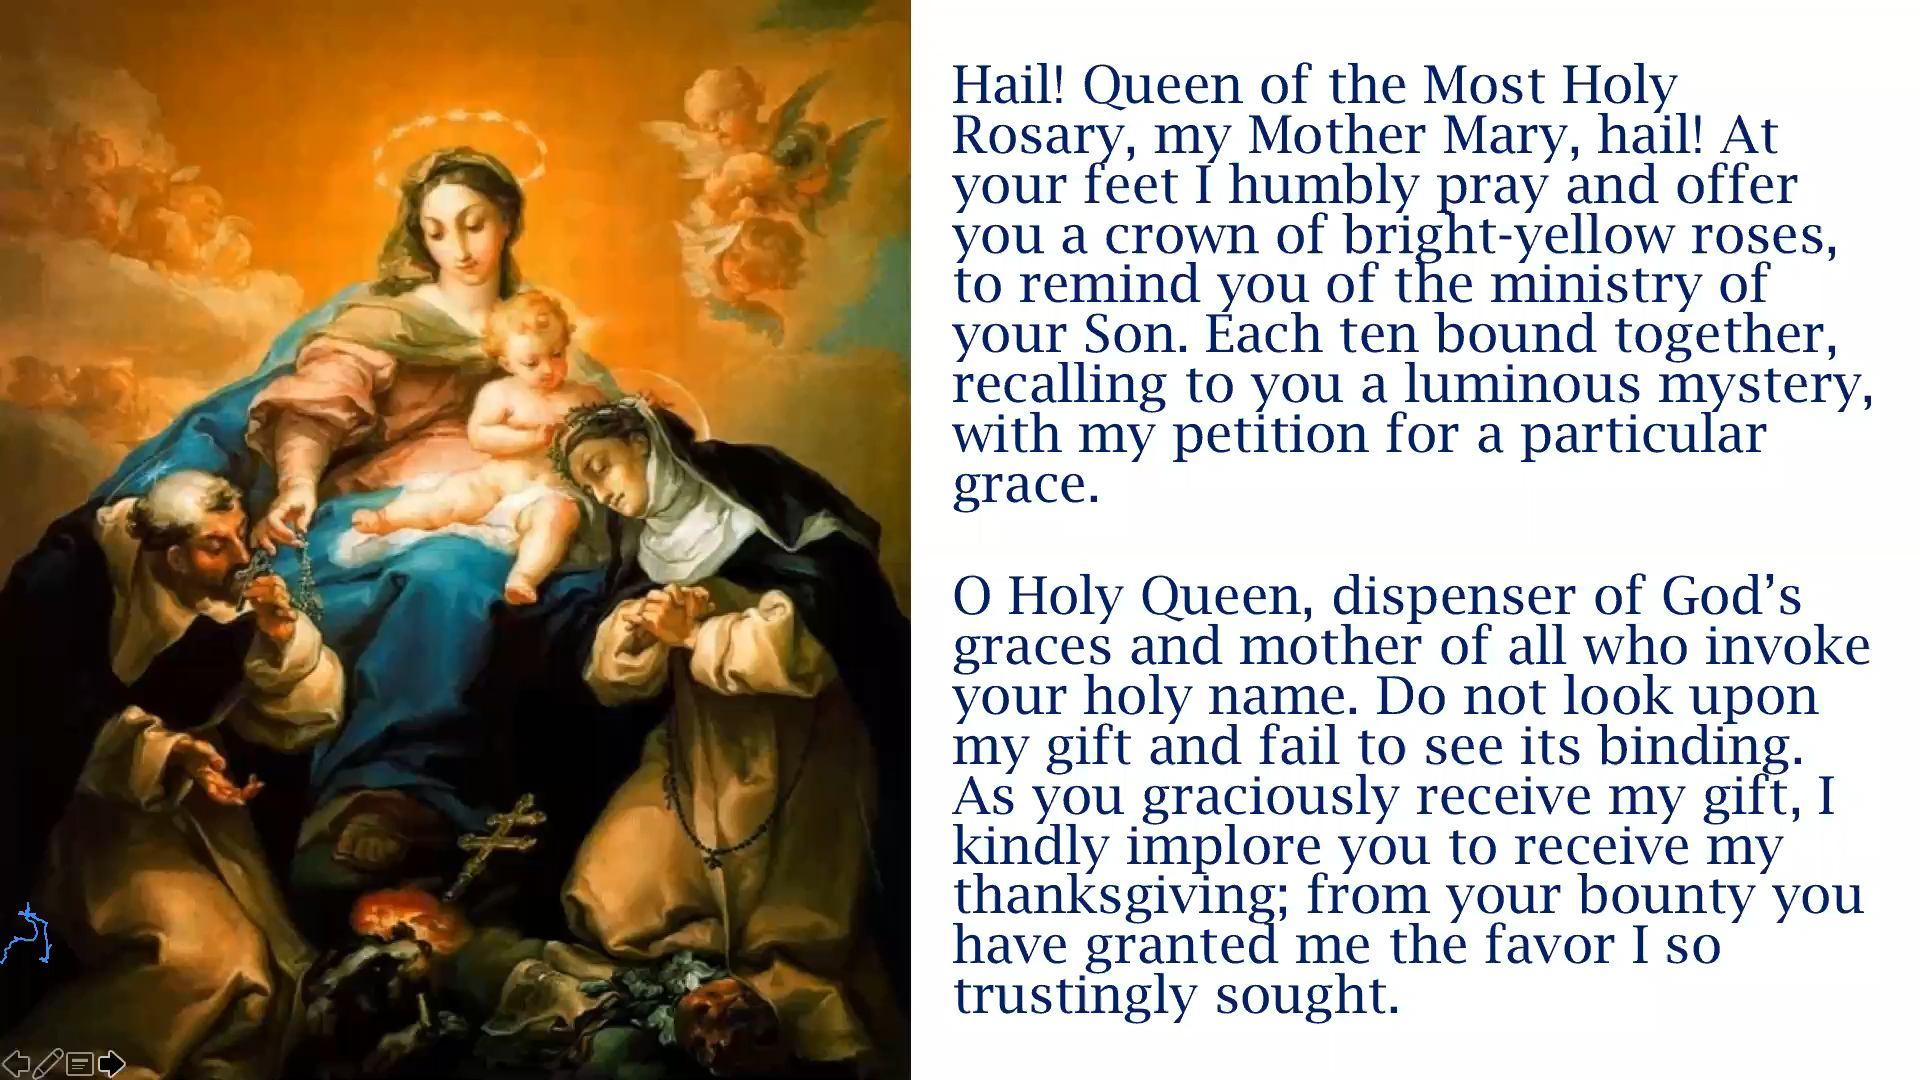 Hail! Queen of the Most Holy
Rosary, my Mother Mary, hail! At
your feet I humbly pray and offer
you a crown of bright-yellow roses,
to remind you of the ministry of
your Son. Each ten bound together,
recalling to you a luminous mystery,
with my petition for a particular
grace.
O Holy Queen, dispenser of God’s
graces and mother of all who invoke
your holy name. Do not look upon
my gift and fail to see its binding.
As you graciously receive my gift, I
kindly implore you to receive my
thanksgiving; from your bounty you
have granted me the favor I so
trustingly sought.